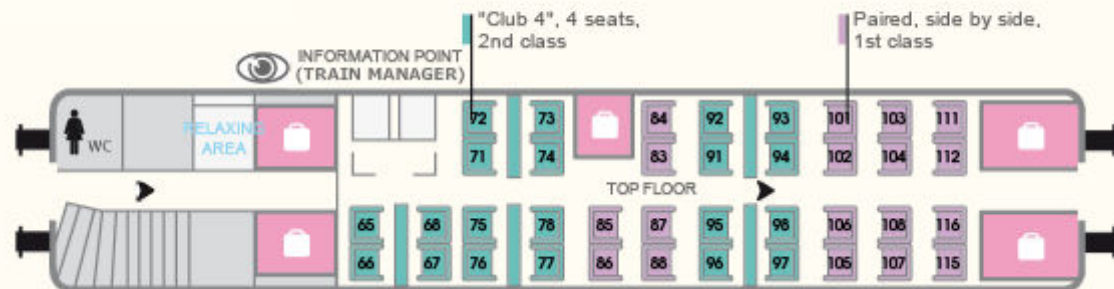 "Club 4", 4 seats,
2nd class
Paired, side by side,
1st class
INFORMATION POINT
(TRAIN MANAGER)
WC
RELAXING
AREA
72 73 84 92 93 101 103 111
71 74 83 91 94 102 104 112
TOP FLOOR
65 68 75 78 85 87 95 98 106 108 116
66 67 76 77 86 88 96 97 105 107 115